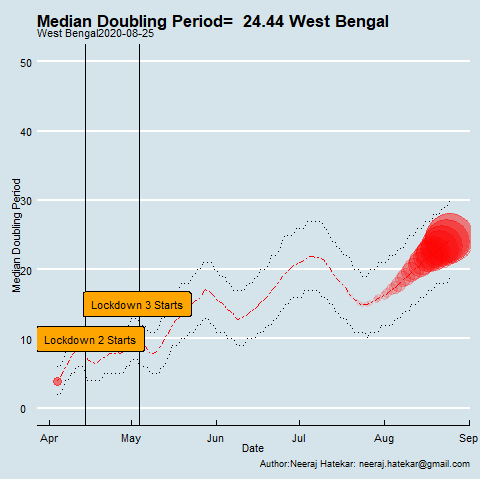 Median Doubling Period=  24.44 West Bengal
West Bengal2020-08-25
50
40
30
20
10
0
Median Doubling Period
Lockdown 3 Starts
Lockdown 2 Starts
Apr May Jun Jul Aug Sep
Date
Author:Neeraj Hatekar: neeraj.hatekar@gmail.com